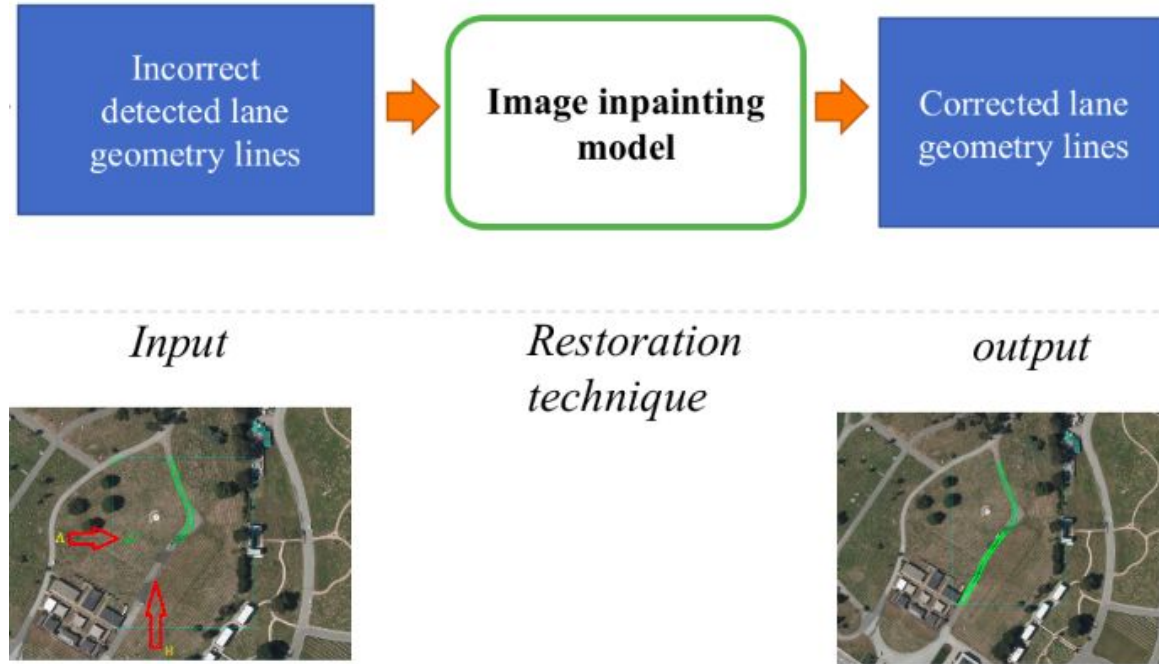 Incorrect
detected lane
geometry lines
Image inpainting
model
Corrected lane
geometry lines
Input
Restoration
technique
output
A
H